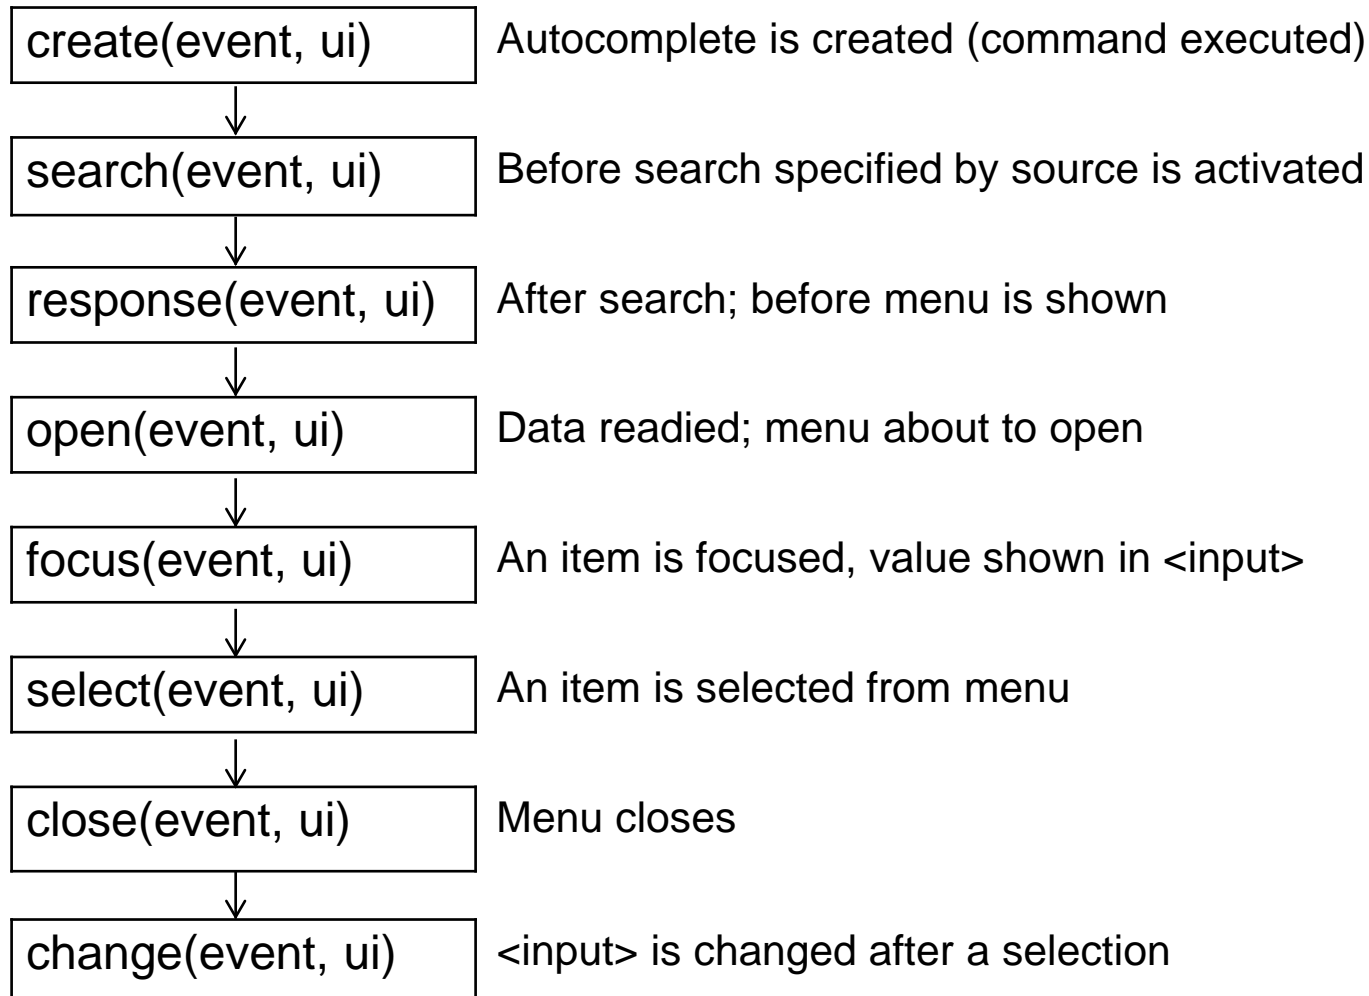 create(event, ui) Autocomplete is created (command executed)
search(event, ui) Before search specified by source is activated
response(event, ui) After search; before menu is shown
open(event, ui) Data readied; menu about to open
focus(event, ui) An item is focused, value shown in <input>
select(event, ui) An item is selected from menu
close(event, ui) Menu closes
change(event, ui) <input> is changed after a selection